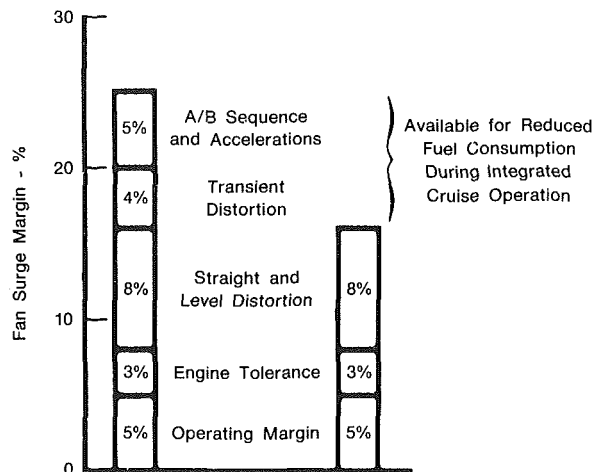 30
5%
A/B Sequence
and Accelerations
Available for Reduced
Fuel Consumption
During Integrated
Cruise Operation
20
4%
Transient
Distortion
Fan Surge Margin - %
8%
Straight and
Level Distortion
8%
10
3%
Engine Tolerance
3%
5%
Operating Margin
5%
0